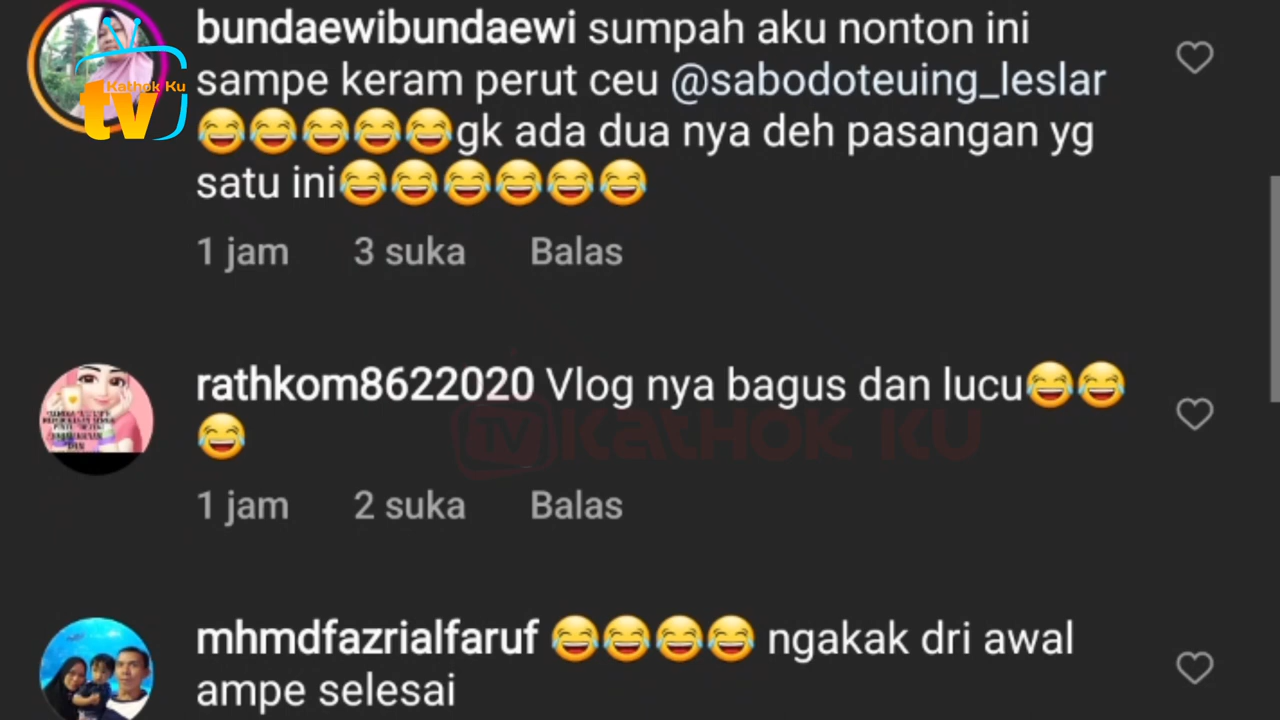 bundaewibundaewi sumpah aku nonton ini
sampe keram perut ceu @sabodoteuing_leslar
😂😂😂😂😂gk ada dua nya deh pasangan yg
satu ini😂😂😂😂😂😂
1 jam 3 suka Balas
rathkom8622020 Vlog nya bagus dan lucu😂😂
😂
1 jam 2 suka Balas
mhmdfazrialfaruf 😂😂😂😂 ngakak dri awal
ampe selesai
Kathok Ku
tv
tv Kathok Ku